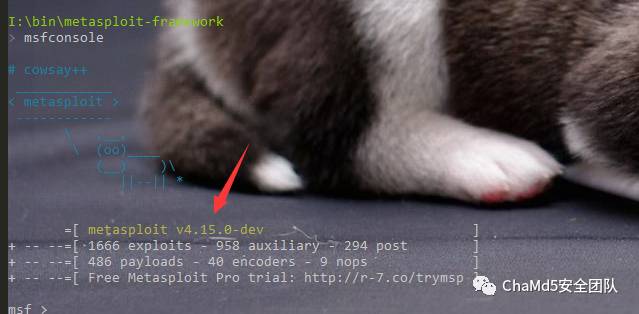 I:\bin\metasploit-framework
> msfconsole
# cowsay++
____________
< metasploit >
------------
\   ,__,
\  (oo)____
(__)    )\
||--|| *
=[ metasploit v4.15.0-dev ]
+ -- --=[ 1666 exploits - 958 auxiliary - 294 post ]
+ -- --=[ 486 payloads - 40 encoders - 9 nops ]
+ -- --=[ Free Metasploit Pro trial: http://r-7.co/trymsp ]
ChaMd5安全团队
msf >